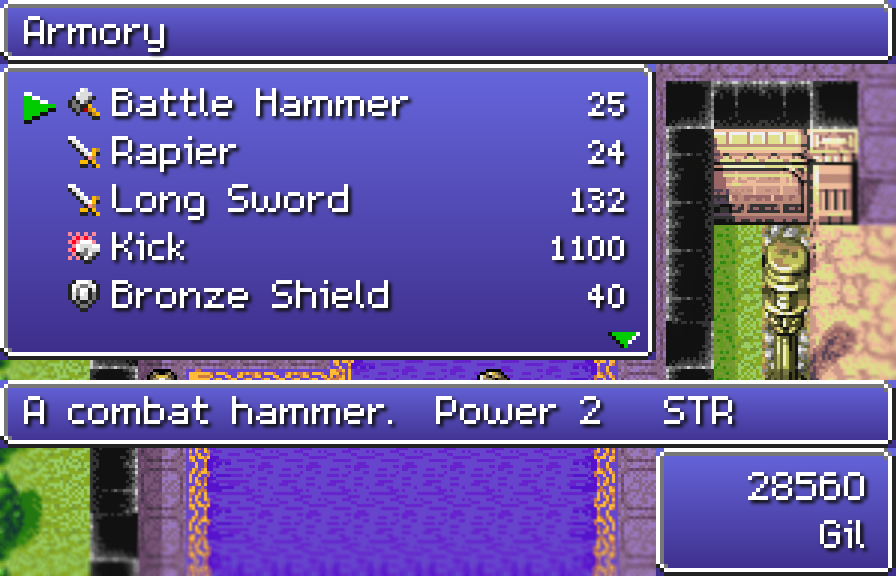 Armory
Battle Hammer 25
Rapier 24
Long Sword 132
Kick 1100
Bronze Shield 40
A combat hammer. Power 2 STR
28560
Gil